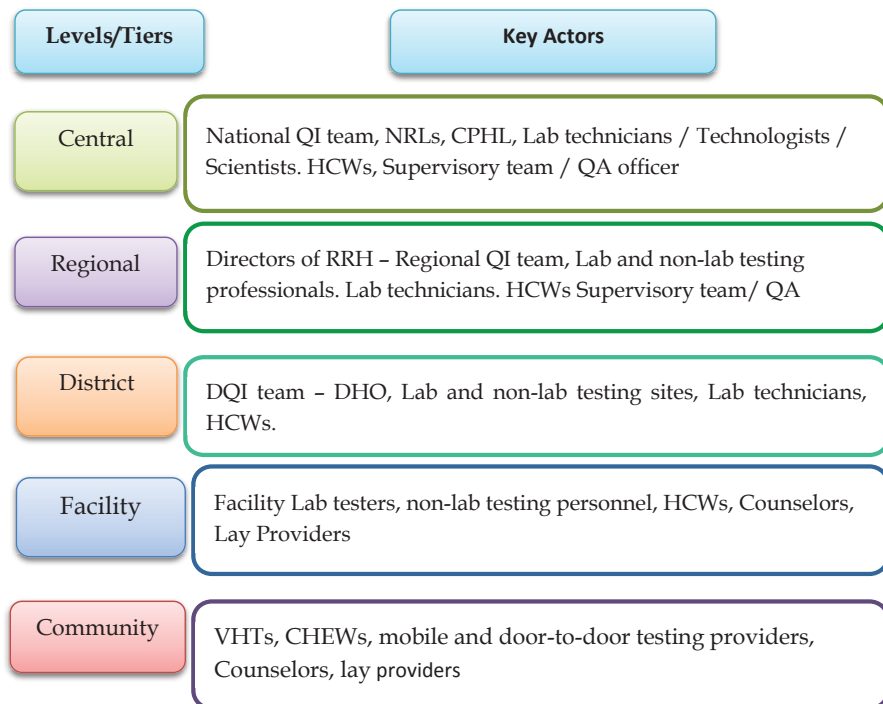 Levels/Tiers
Key Actors
Central
National QI team, NRLs, CPHL, Lab technicians / Technologists /
Scientists. HCWs, Supervisory team / QA officer
Regional
Directors of RRH – Regional QI team, Lab and non-lab testing
professionals. Lab technicians. HCWs Supervisory team/ QA
District
DQI team – DHO, Lab and non-lab testing sites, Lab technicians,
HCWs.
Facility
Facility Lab testers, non-lab testing personnel, HCWs, Counselors,
Lay Providers
Community
VHTs, CHEWs, mobile and door-to-door testing providers,
Counselors, lay providers